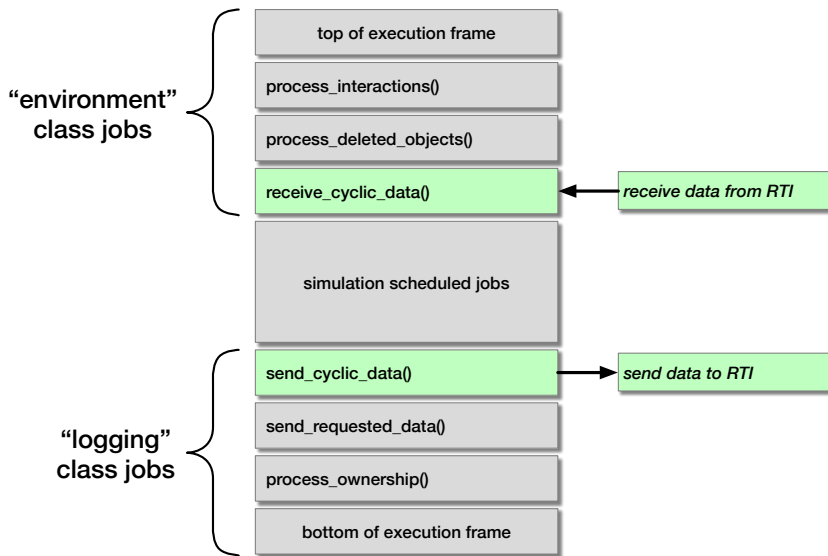 top of execution frame
“environment”
class jobs
process_interactions()
process_deleted_objects()
receive_cyclic_data()
receive data from RTI
simulation scheduled jobs
send_cyclic_data()
send data to RTI
“logging”
class jobs
send_requested_data()
process_ownership()
bottom of execution frame